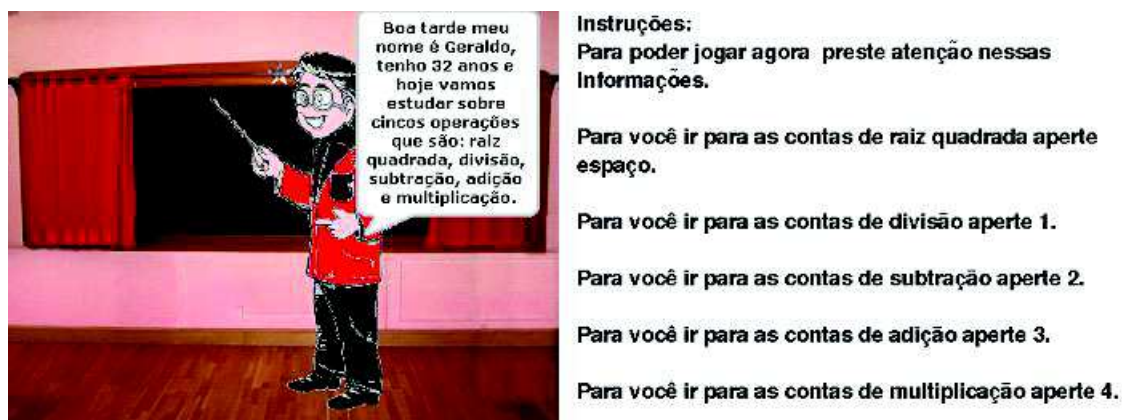 Boa tarde meu
nome é Geraldo,
tenho 32 anos e
hoje vamos
estudar sobre
cincos operações
que são: raiz
quadrada, divisão,
subtração, adição
e multiplicação.
Instruções:
Para poder jogar agora preste atenção nessas
Informações.
Para você ir para as contas de raiz quadrada aperte
espaço.
Para você ir para as contas de divisão aperte 1.
Para você ir para as contas de subtração aperte 2.
Para você ir para as contas de adição aperte 3.
Para você ir para as contas de multiplicação aperte 4.